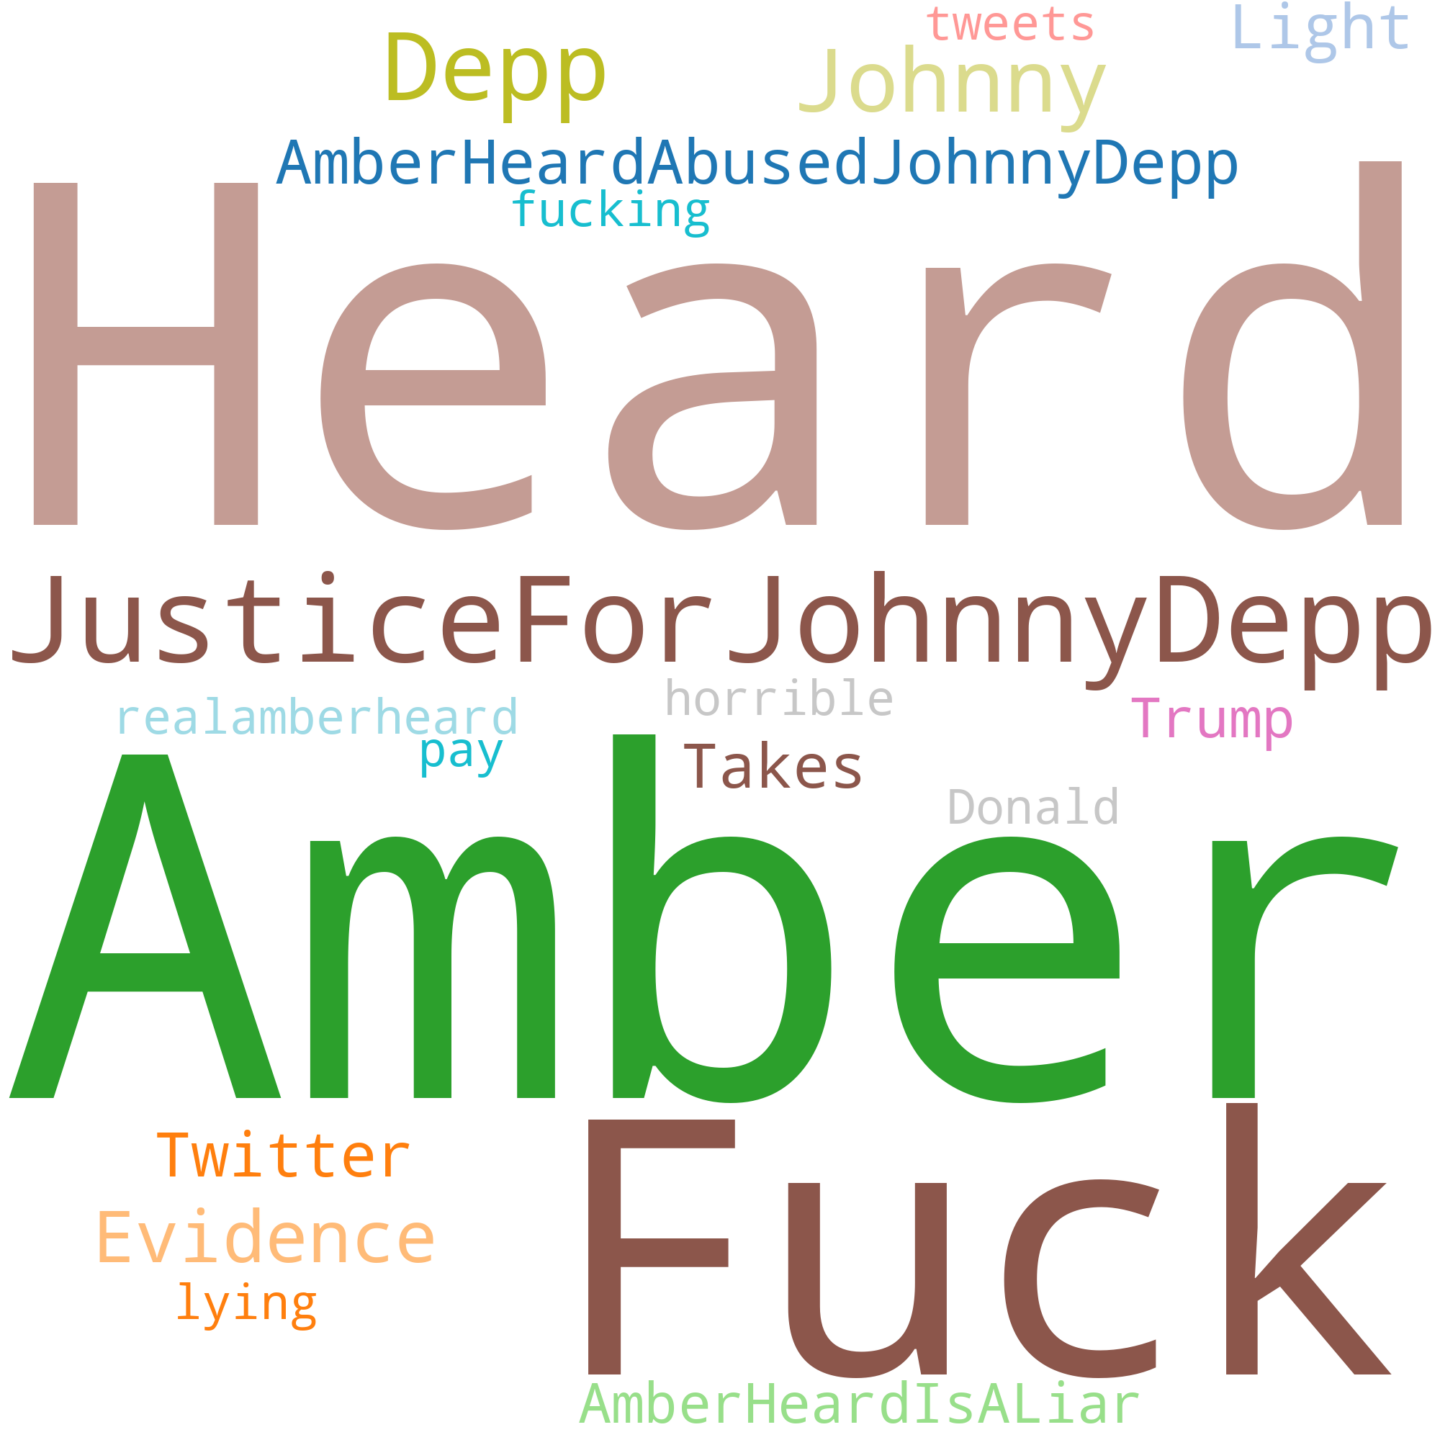 tweets
Light
Depp
Johnny
AmberHeardAbusedJohnnyDepp
fucking
Heard
JusticeForJohnnyDepp
horrible
realamberheard
Trump
pay
Takes
Donald
Amber
Twitter
Fuck
Evidence
lying
AmberHeardIsALiar